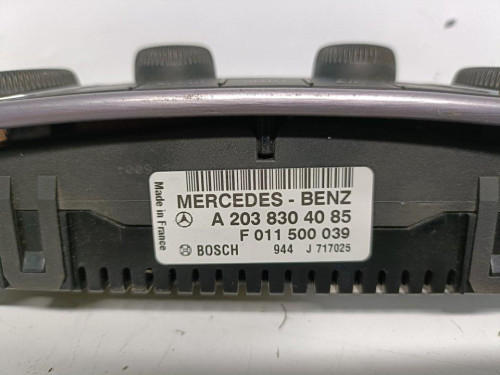 Made in
France
MERCEDES - BENZ
A 203 830 40 85
F 011 500 039
BOSCH 944 J 717025